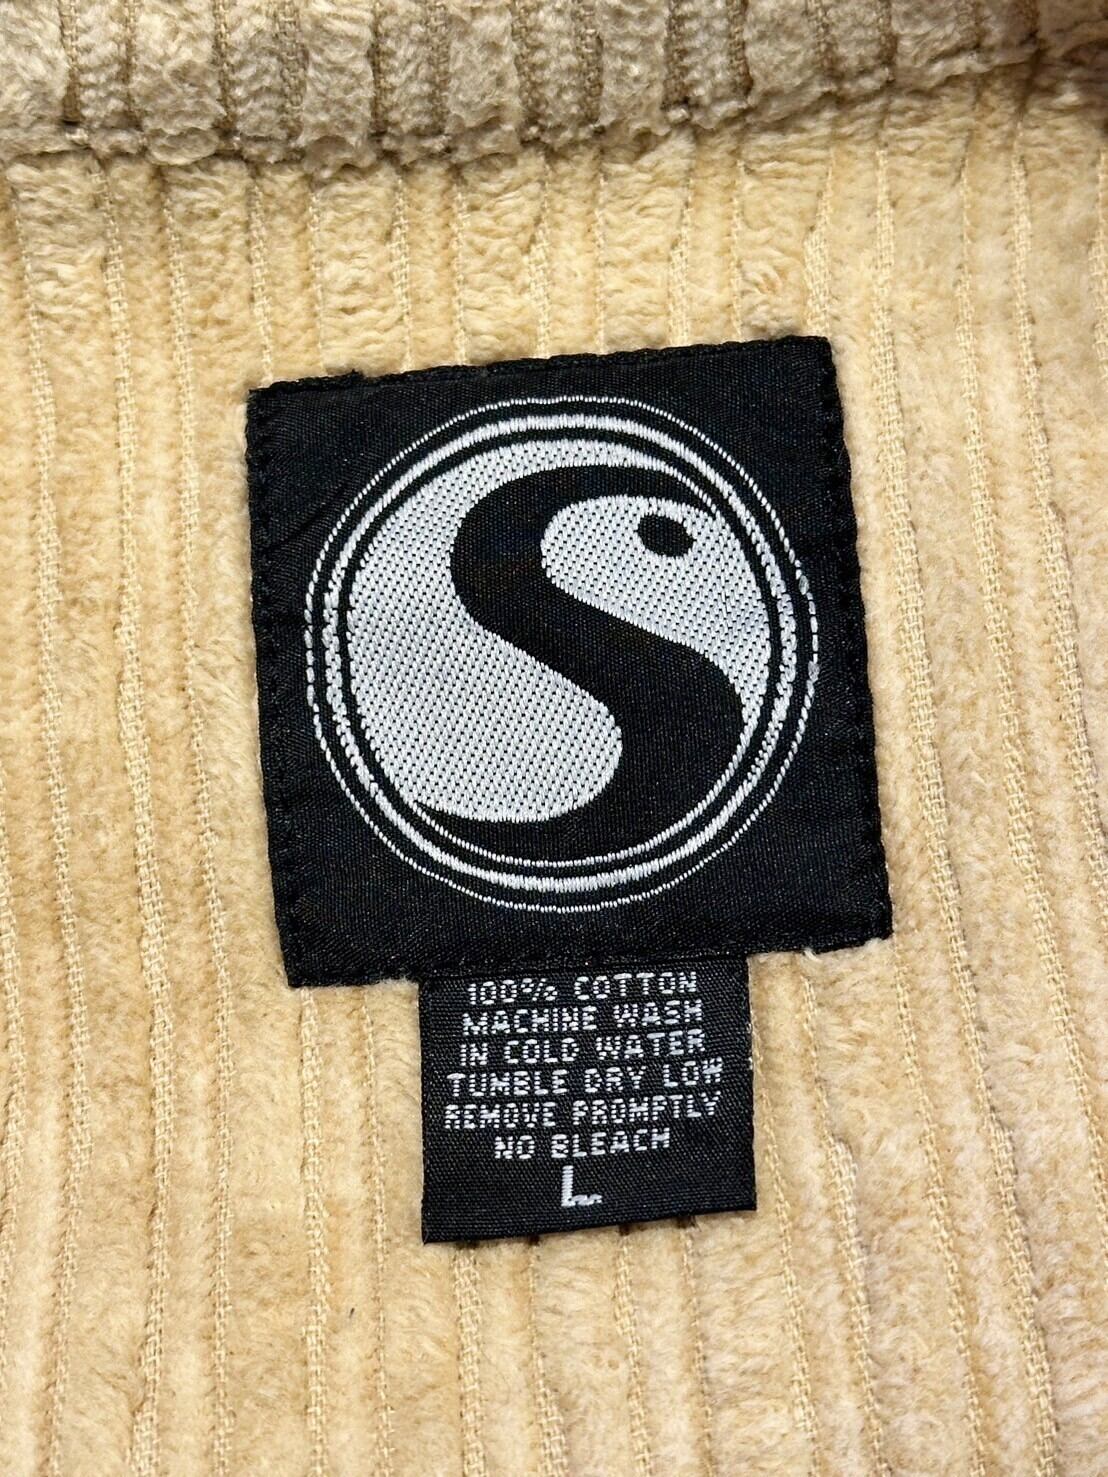 S
100% COTTON
MACHINE WASH
IN COLD WATER
TUMBLE DRY LOW
REMOVE PROMPTLY
NO BLEACH
L